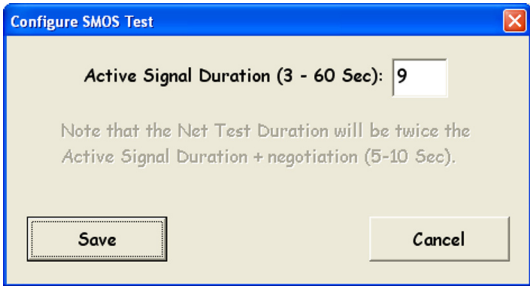 Configure SMOS Test
Active Signal Duration (3 - 60 Sec): 9
Note that the Net Test Duration will be twice the
Active Signal Duration + negotiation (5-10 Sec).
Save Cancel